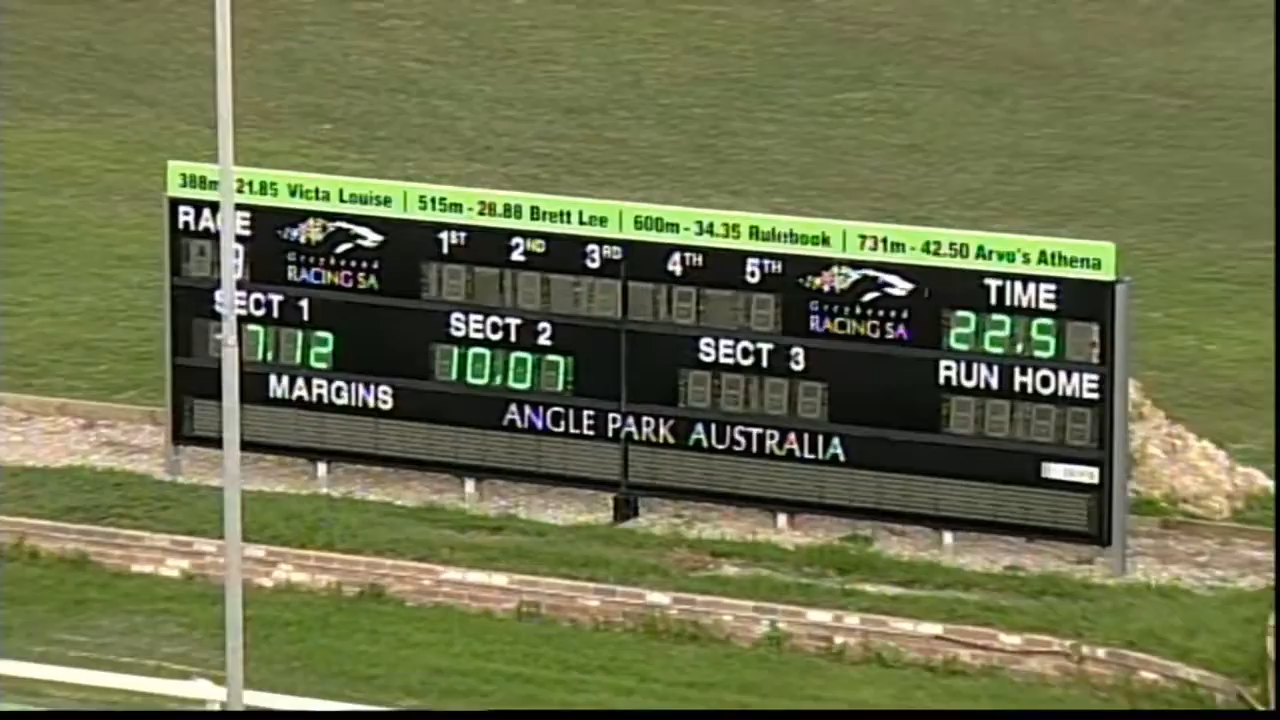 388m - 21.85 Victa Louise | 515m - 28.88 Brett Lee | 600m - 34.35 Rulebook | 731m - 42.50 Arvo's Athena
RACE 1ST 2ND 3RD 4TH 5TH TIME
9
Greyhound
RACING SA
Greyhound
RACING SA
22.5
SECT 1 SECT 2 SECT 3 RUN HOME
7.12 10.07
MARGINS ANGLE PARK AUSTRALIA